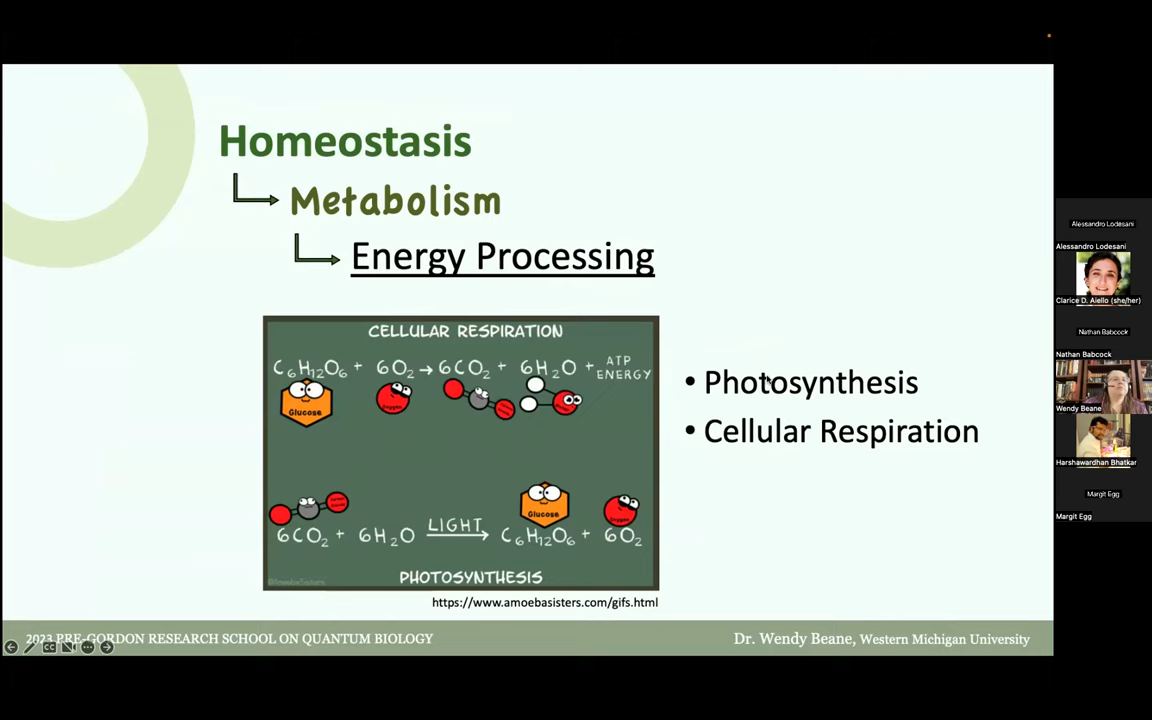 Homeostasis
Metabolism
Energy Processing
CELLULAR RESPIRATION
C₆H₁₂O₆ + 6O₂ → 6CO₂ + 6H₂O + ATP ENERGY
Glucose
Oxygen
6CO₂ + 6H₂O LIGHT C₆H₁₂O₆ + 6O₂
Glucose
PHOTOSYNTHESIS
https://www.amoebasisters.com/gifs.html
• Photosynthesis
• Cellular Respiration
2023 PRE-GORDON RESEARCH SCHOOL ON QUANTUM BIOLOGY
Dr. Wendy Beane, Western Michigan University
CC
Alessandro Lodesani
Alessandro Lodesani
Clarice D. Aiello (she/her)
Nathan Babcock
Nathan Babcock
Wendy Beane
Harshawardhan Bhatkar
Margit Egg
Margit Egg